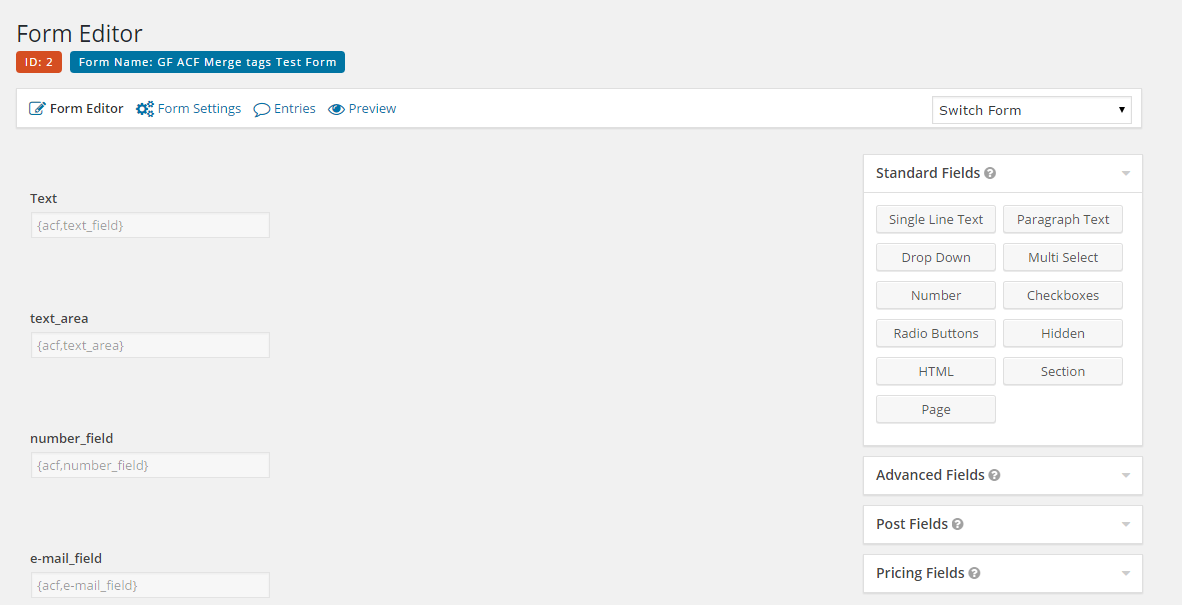 Form Editor
ID: 2 Form Name: GF ACF Merge tags Test Form
Form Editor Form Settings Entries Preview Switch Form
Text
{acf,text_field}
text_area
{acf,text_area}
number_field
{acf,number_field}
e-mail_field
{acf,e-mail_field}
Standard Fields ?
Single Line Text Paragraph Text
Drop Down Multi Select
Number Checkboxes
Radio Buttons Hidden
HTML Section
Page
Advanced Fields ?
Post Fields ?
Pricing Fields ?